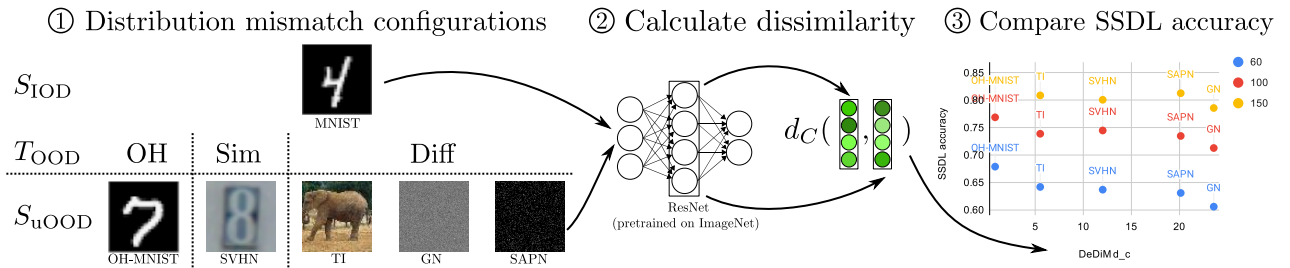 ① Distribution mismatch configurations
② Calculate dissimilarity
③ Compare SSDL accuracy
S_IOD
MNIST
T_OOD OH Sim Diff
S_uOOD
OH-MNIST SVHN TI GN SAPN
ResNet
(pretrained on ImageNet)
d_C( , )
SSDL accuracy
0.85
0.80
0.75
0.70
0.65
0.60
5 10 15 20
DeDiMd_c
OH-MNIST TI SVHN SAPN GN
OH-MNIST TI SVHN SAPN GN
OH-MNIST TI SVHN SAPN GN
60
100
150